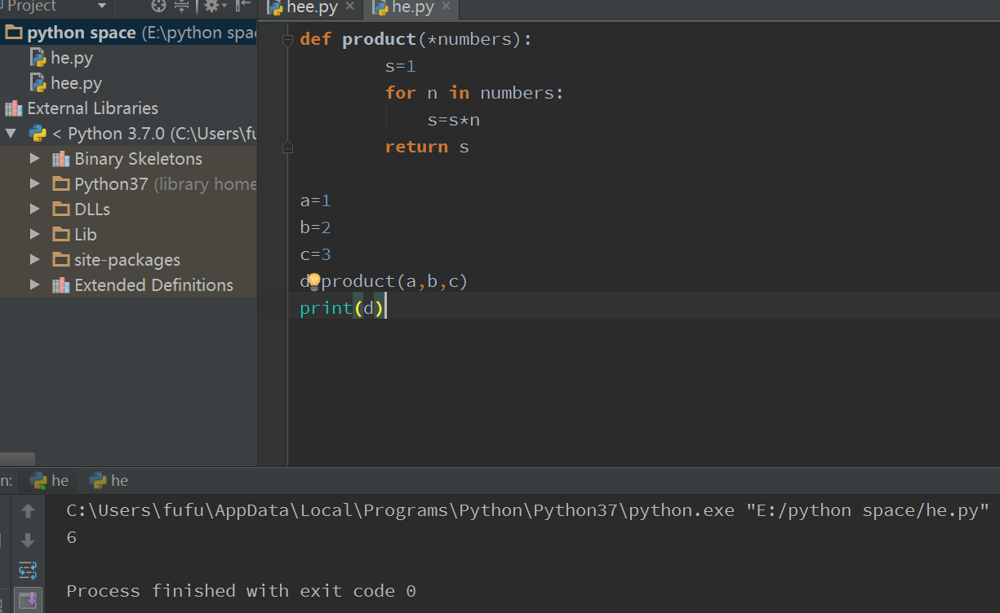 Project
hee.py
he.py
python space (E:\python spa
he.py
hee.py
External Libraries
< Python 3.7.0 (C:\Users\fu
Binary Skeletons
Python37 (library home
DLLs
Lib
site-packages
Extended Definitions
def product(*numbers):
s=1
for n in numbers:
s=s*n
return s
a=1
b=2
c=3
d product(a,b,c)
print(d)
n:
he
he
C:\Users\fufu\AppData\Local\Programs\Python\Python37\python.exe "E:/python space/he.py"
6
Process finished with exit code 0